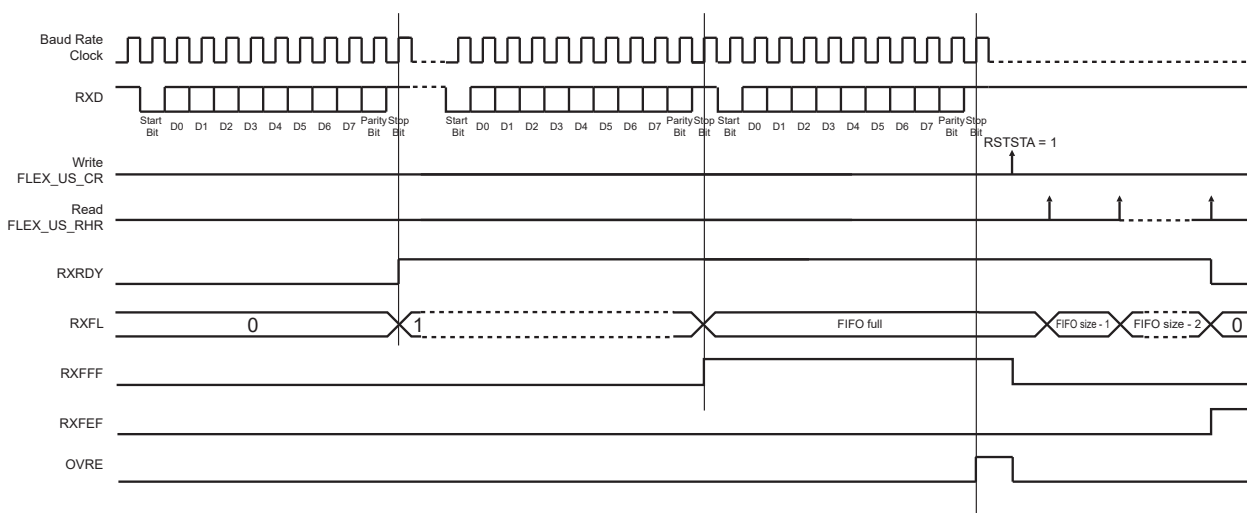 Baud Rate
Clock
RXD
Start
Bit
D0 D1 D2 D3 D4 D5 D6 D7
Parity
Bit
Stop
Bit
Start
Bit
D0 D1 D2 D3 D4 D5 D6 D7
Parity
Bit
Stop
Bit
Start
Bit
D0 D1 D2 D3 D4 D5 D6 D7
Parity
Bit
Stop
Bit
RSTSTA = 1
Write
FLEX_US_CR
Read
FLEX_US_RHR
RXRDY
RXFL
0
1
FIFO full
FIFO size - 1
FIFO size - 2
0
RXFFF
RXFEF
OVRE